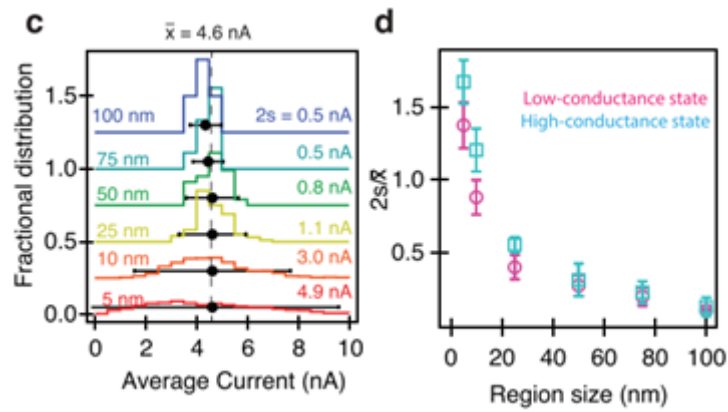 c
x̄ = 4.6 nA
Fractional distribution
1.5
1.0
0.5
0.0
100 nm 2s = 0.5 nA
75 nm 0.5 nA
50 nm 0.8 nA
25 nm 1.1 nA
10 nm 3.0 nA
5 nm 4.9 nA
0 2 4 6 8 10
Average Current (nA)
d
Low-conductance state
High-conductance state
2s/x̄
1.5
1.0
0.5
0 20 40 60 80 100
Region size (nm)